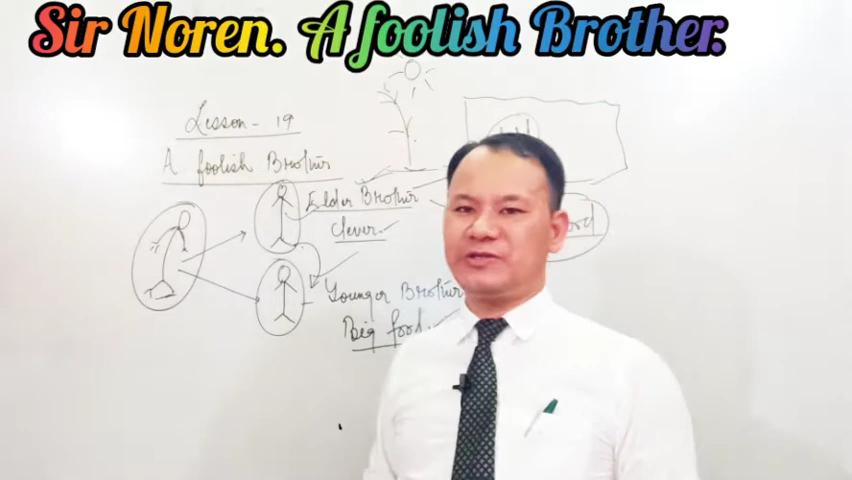 Sir Noren. A foolish Brother.
Lesson - 19
A foolish Brother
Elder Brother
Clever
Younger Brother
Big fool